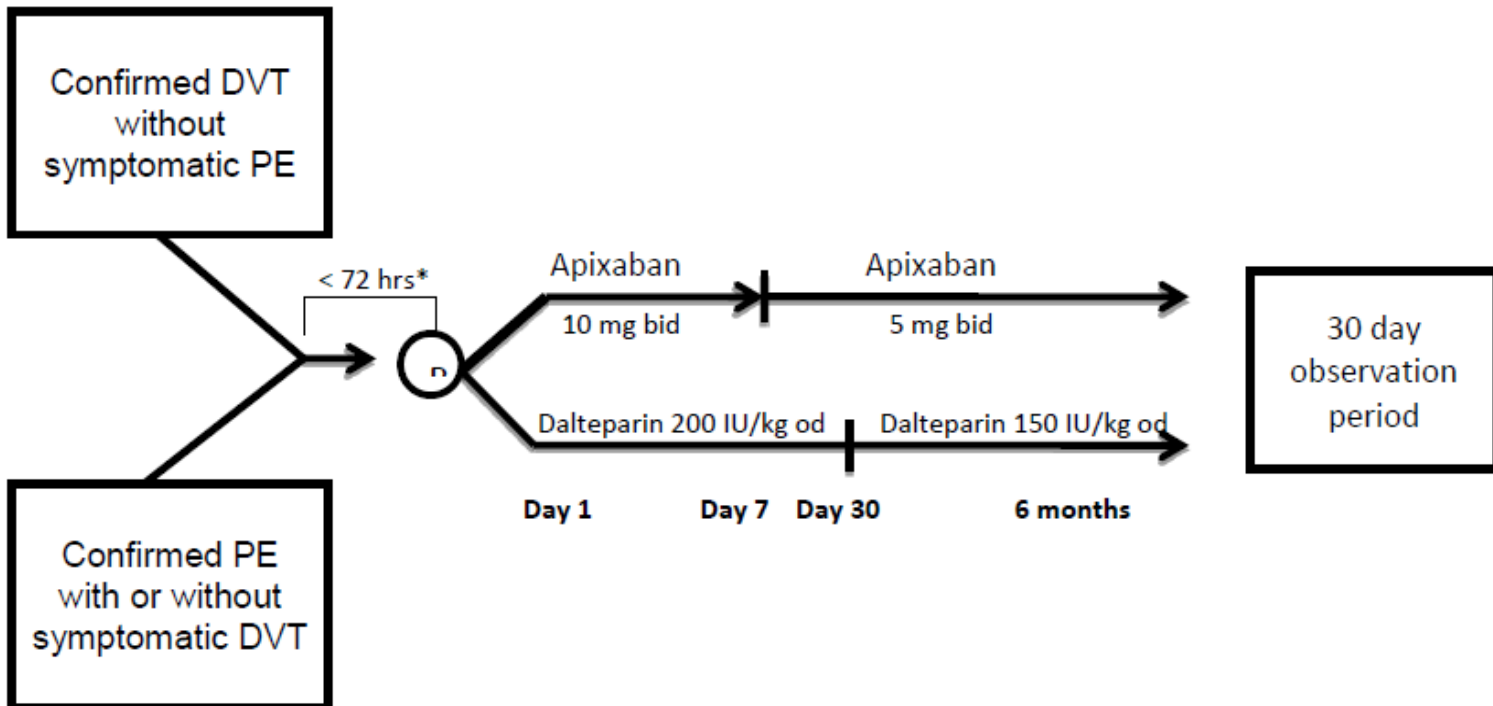 Confirmed DVT
without
symptomatic PE
< 72 hrs*
Apixaban
10 mg bid
Apixaban
5 mg bid
Dalteparin 200 IU/kg od
Dalteparin 150 IU/kg od
Day 1
Day 7
Day 30
6 months
30 day
observation
period
Confirmed PE
with or without
symptomatic DVT